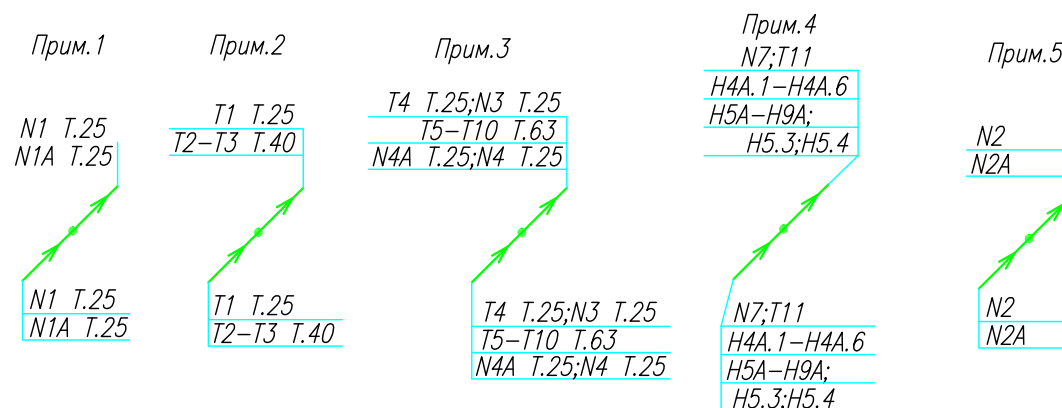 Прим.1
N1 T.25
N1A T.25
N1 T.25
N1A T.25
Прим.2
T1 T.25
T2-T3 T.40
T1 T.25
T2-T3 T.40
Прим.3
T4 T.25;N3 T.25
T5-T10 T.63
N4A T.25;N4 T.25
T4 T.25;N3 T.25
T5-T10 T.63
N4A T.25;N4 T.25
Прим.4
N7;T11
H4A.1-H4A.6
H5A-H9A;
H5.3;H5.4
N7;T11
H4A.1-H4A.6
H5A-H9A;
H5.3;H5.4
Прим.5
N2
N2A
N2
N2A